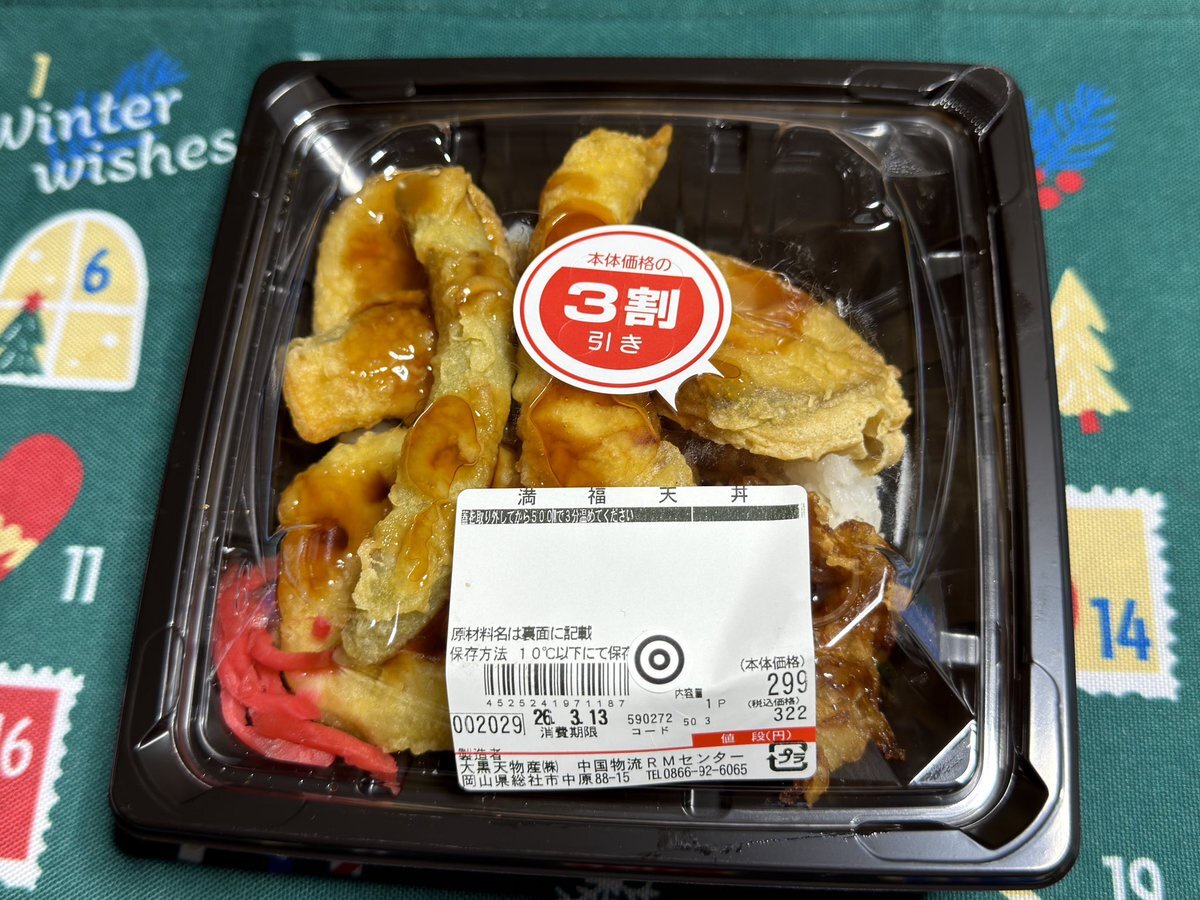 1
Winter
wishes
6
11
16
14
19
本体価格の
3割
引き
満福天丼
を取り外してから500Wで3分温めてください
原材料名は裏面に記載
保存方法 10℃以下にて保存
4525241971187
内容量
1P
(本体価格)
299
(税込価格)
322
002029
26. 3.13
消費期限
590272
コード
50 3
値 段(円)
プラ
製造者
大黒天物産㈱ 中国物流RMセンター
岡山県総社市中原88-15 TEL0866-92-6065